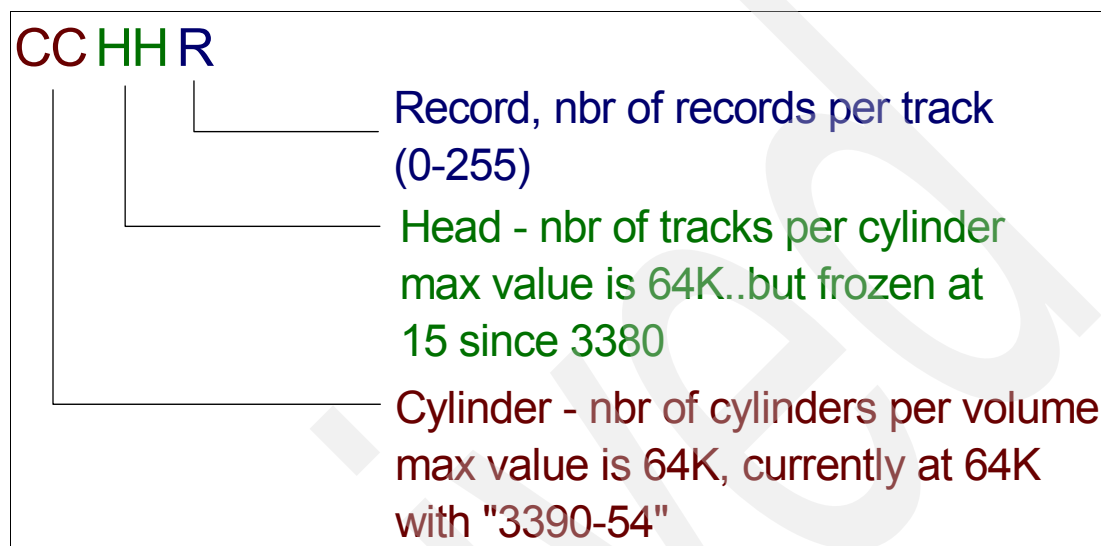 CCHHR
Record, nbr of records per track
(0-255)
Head - nbr of tracks per cylinder
max value is 64K..but frozen at
15 since 3380
Cylinder - nbr of cylinders per volume
max value is 64K, currently at 64K
with "3390-54"